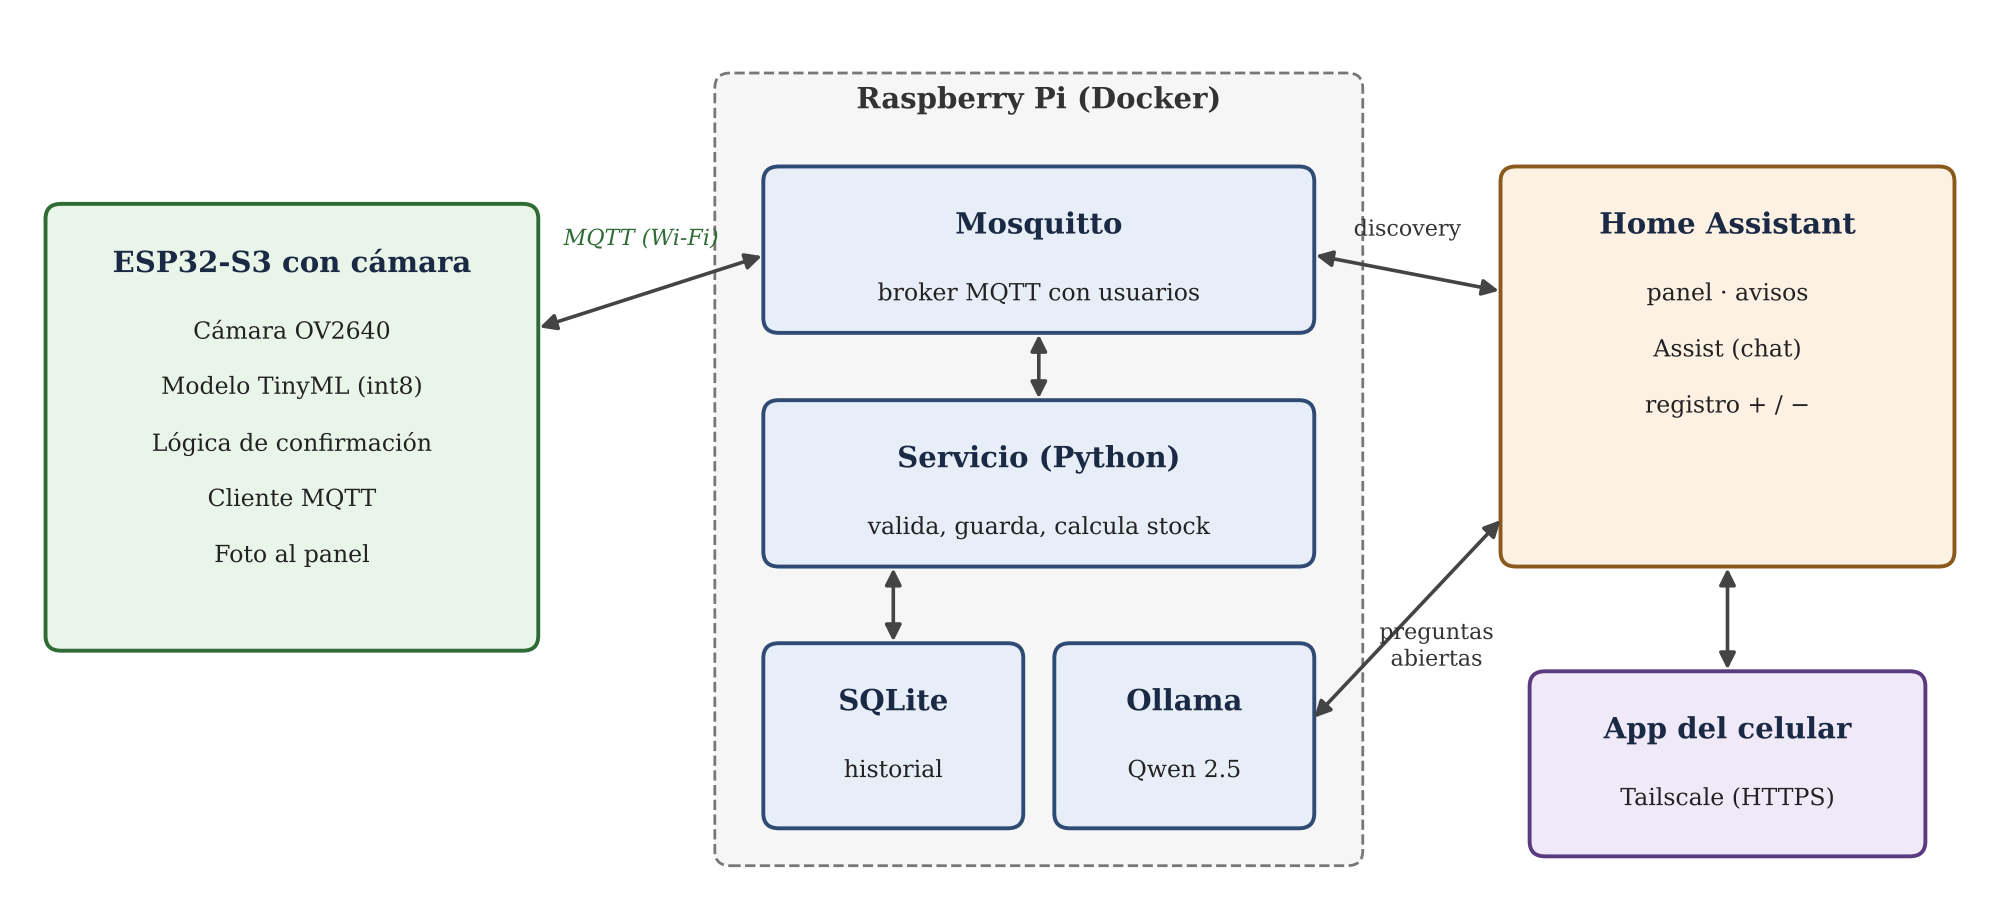 Raspberry Pi (Docker)
ESP32-S3 con cámara
Cámara OV2640
Modelo TinyML (int8)
Lógica de confirmación
Cliente MQTT
Foto al panel
MQTT (Wi-Fi)
Mosquitto
broker MQTT con usuarios
Servicio (Python)
valida, guarda, calcula stock
SQLite
historial
Ollama
Qwen 2.5
discovery
preguntas
abiertas
Home Assistant
panel · avisos
Assist (chat)
registro + / −
App del celular
Tailscale (HTTPS)